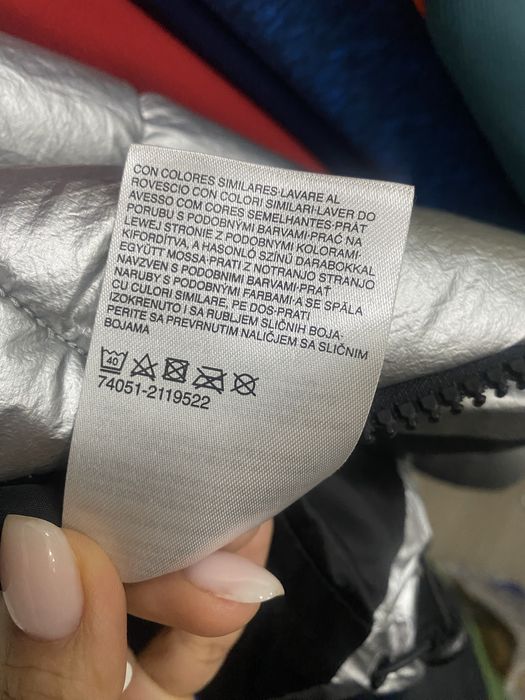 CON COLORES SIMILARES·LAVARE AL
ROVESCIO CON COLORI SIMILARI·LAVER DO
AVESSO COM CORES SEMELHANTES·PRÁT
PORUBU S PODOBNÝMI BARVAMI·PRAĆ NA
LEWEJ STRONIE Z PODOBNYMI KOLORAMI·
KIFORDÍTVA, A HASONLÓ SZÍNŰ DARABOKKAL
EGYÜTT MOSSA·PRATI Z NOTRANJO STRANJO
NAVZVEN S PODOBNIMI BARVAMI·PRAŤ
NARUBY S PODOBNÝMI FARBAMI·A SE SPĂLA
CU CULORI SIMILARE, PE DOS·PRATI
IZOKRENUTO I SA RUBLJEM SLIČNIH BOJA·
PERITE SA PREVRNUTIM NALIČJEM SA SLIČNIM
BOJAMA
40
74051-2119522